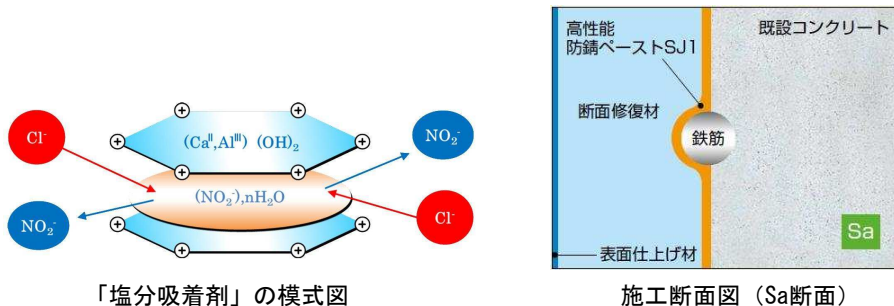 Cl⁻
(Caᴵᴵ,Alᴵᴵᴵ) (OH)₂
NO₂⁻
(NO₂⁻),nH₂O
NO₂⁻
Cl⁻
「塩分吸着剤」の模式図
高性能
防錆ペーストSJ1
既設コンクリート
断面修復材
鉄筋
Sa
表面仕上げ材
施工断面図（Sa断面）